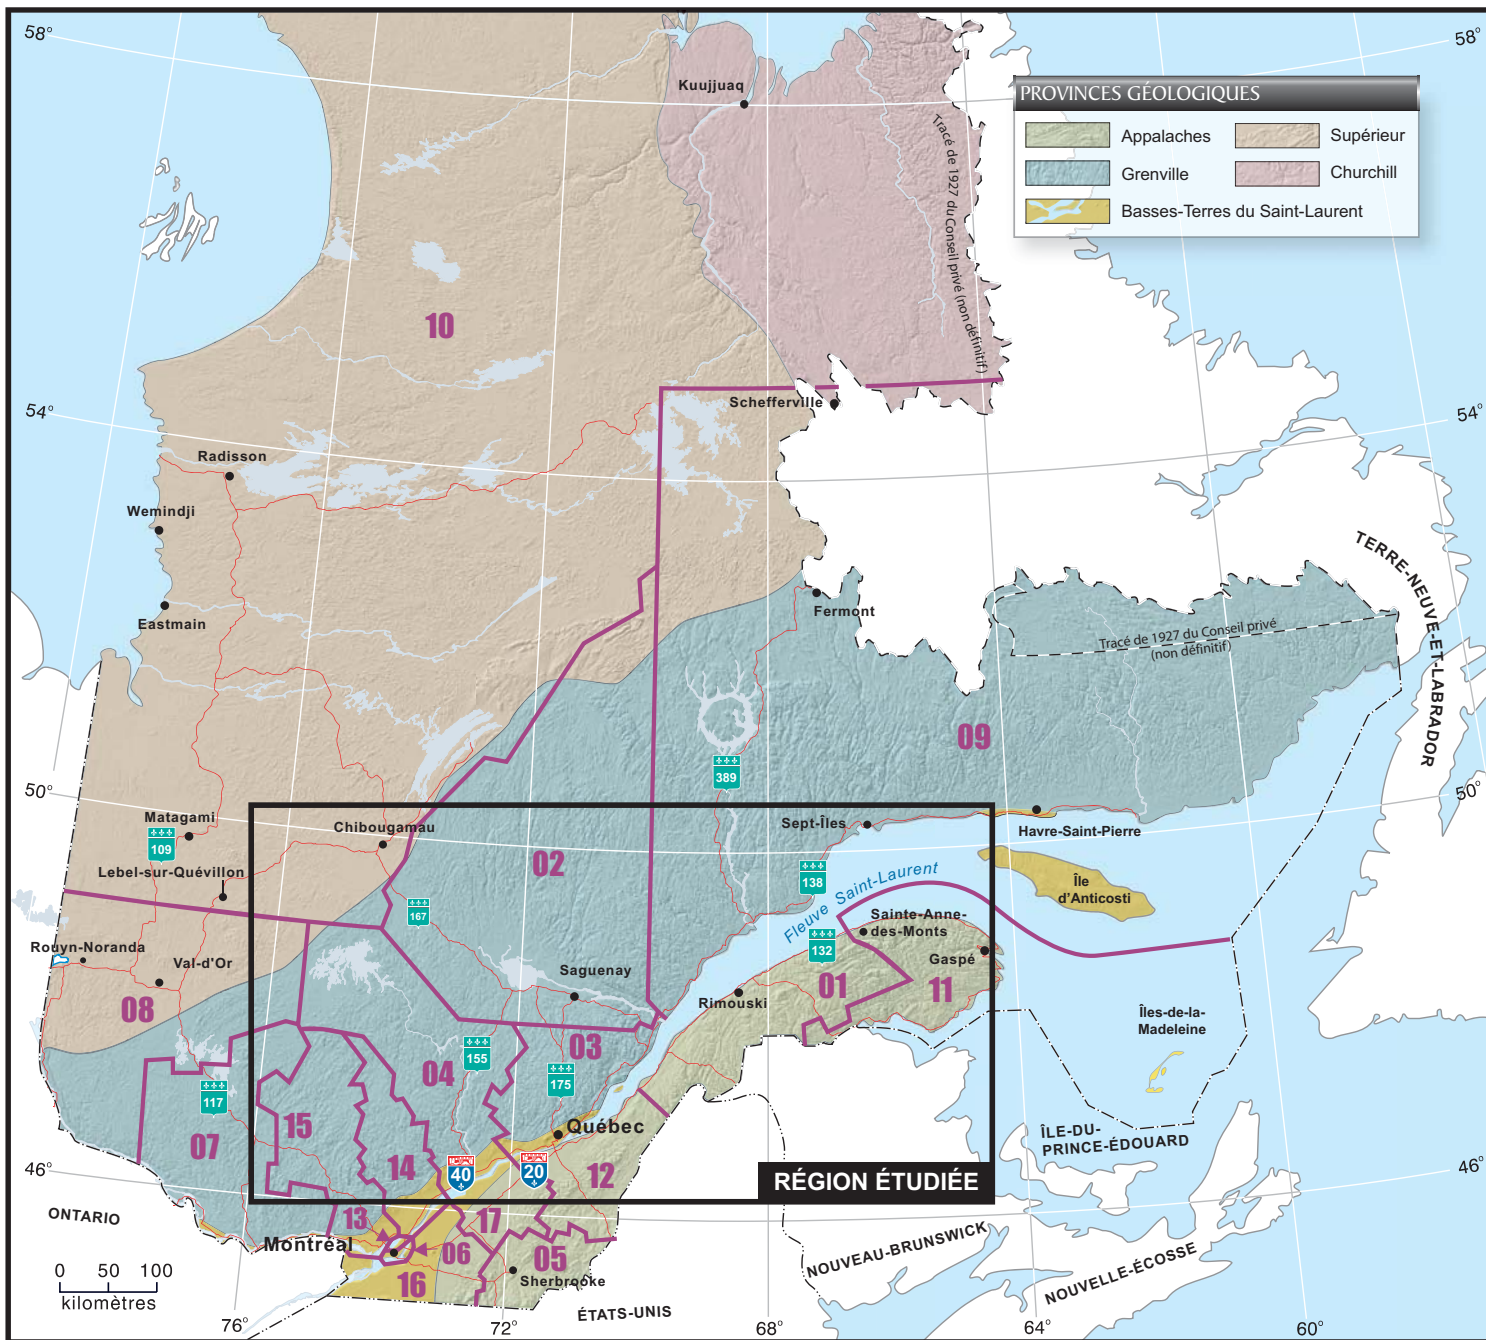 58°
58°
Kuujjuaq
PROVINCES GÉOLOGIQUES
Appalaches
Supérieur
Grenville
Churchill
Basses-Terres du Saint-Laurent
Tracé de 1927 du Conseil privé (non définitif)
10
Schefferville
54°
54°
Radisson
Wemindji
Eastmain
Fermont
TERRE-NEUVE-ET-LABRADOR
Tracé de 1927 du Conseil privé
(non définitif)
09
389
50°
50°
Matagami
109
Chibougamau
Sept-Îles
Havre-Saint-Pierre
Lebel-sur-Quévillon
02
138
Fleuve Saint-Laurent
Île
d'Anticosti
167
Sainte-Anne-
des-Monts
132
Rouyn-Noranda
Val-d'Or
Saguenay
Gaspé
08
Rimouski
01
11
Îles-de-la-
Madeleine
155
03
04
175
117
15
07
14
Québec
ÎLE-DU-
PRINCE-ÉDOUARD
46°
46°
40
20
12
RÉGION ÉTUDIÉE
ONTARIO
13
17
Montréal
06
05
NOUVEAU-BRUNSWICK
NOUVELLE-ÉCOSSE
16
Sherbrooke
0 50 100
kilomètres
ÉTATS-UNIS
76°
72°
68°
64°
60°